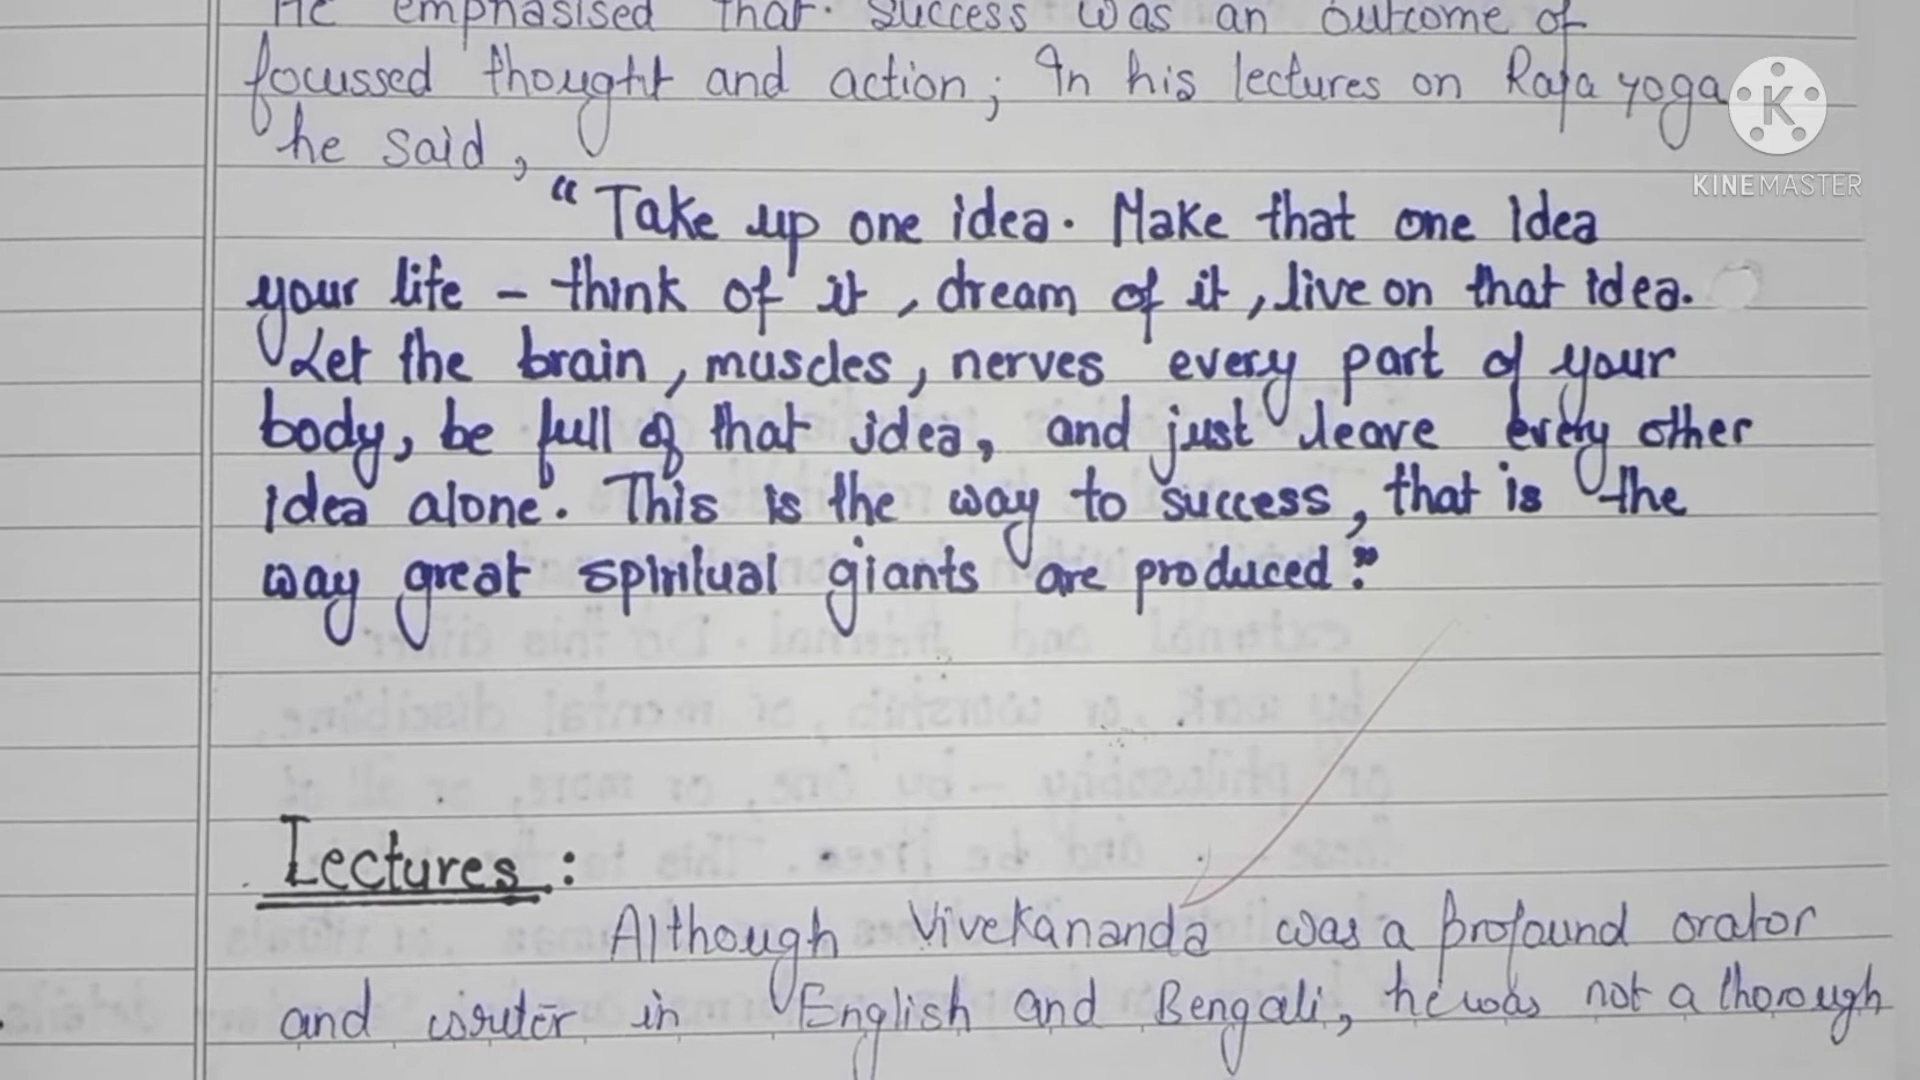 He emphasised that success was an outcome of
focussed thought and action; In his lectures on Raja yoga
he said,
"Take up one idea. Make that one Idea
your life - think of it, dream of it, live on that idea.
Let the brain, muscles, nerves every part of your
body, be full of that idea, and just leave every other
idea alone. This is the way to success, that is the
way great spiritual giants are produced."
Lectures :
Although Vivekananda was a profound orator
and writer in English and Bengali, he was not a thorough
K
KINEMASTER